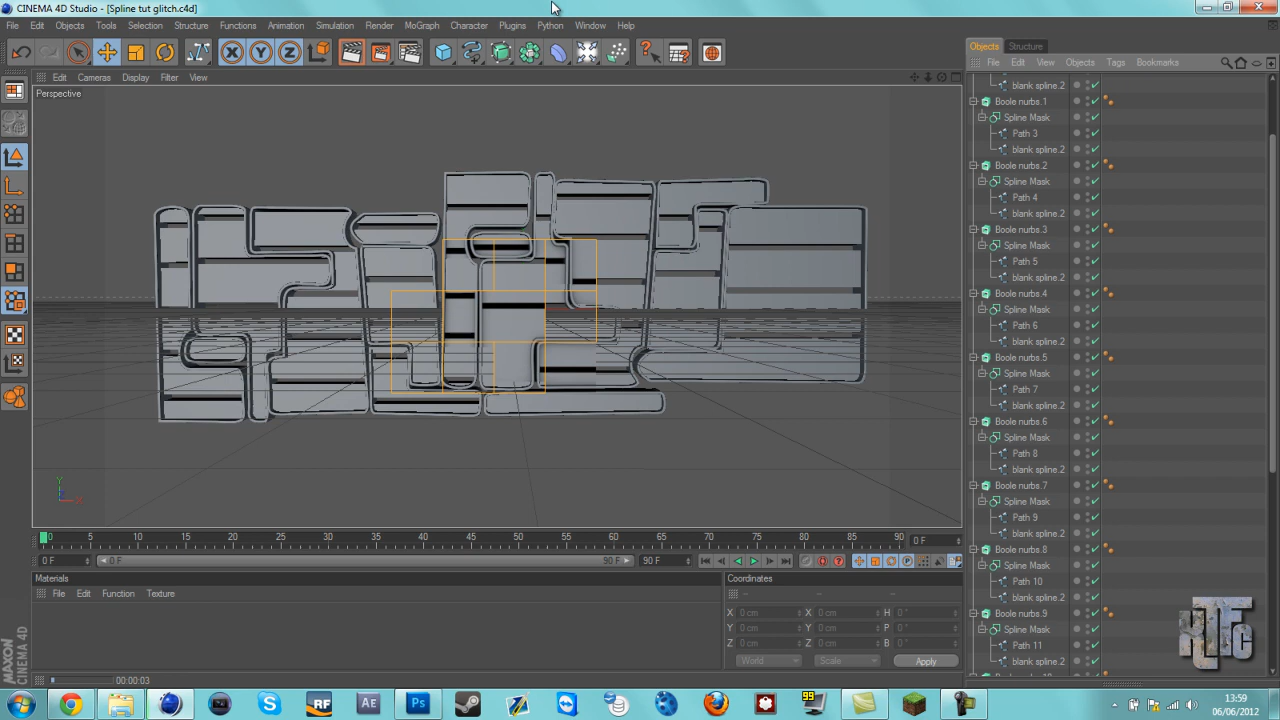 CINEMA 4D Studio - [Spline tut glitch.c4d]
File Edit Objects Tools Selection Structure Functions Animation Simulation Render MoGraph Character Plugins Python Window Help
Objects Structure
Edit Cameras Display Filter View
File Edit View Objects Tags Bookmarks
Perspective
blank spline.2
Boole nurbs.1
Spline Mask
Path 3
blank spline.2
Boole nurbs.2
Spline Mask
Path 4
blank spline.2
Boole nurbs.3
Spline Mask
Path 5
blank spline.2
Boole nurbs.4
Spline Mask
Path 6
blank spline.2
Boole nurbs.5
Spline Mask
Path 7
blank spline.2
Boole nurbs.6
Spline Mask
Path 8
blank spline.2
Boole nurbs.7
Spline Mask
Path 9
blank spline.2
Boole nurbs.8
Spline Mask
Path 10
blank spline.2
Boole nurbs.9
Spline Mask
Path 11
blank spline.2
Y X
0 5 10 15 20 25 30 35 40 45 50 55 60 65 70 75 80 85 90 0 F
0 F 0 F 90 F 90 F
Materials
File Edit Function Texture
Coordinates
X 0 cm X 0 cm H 0 °
Y 0 cm Y 0 cm P 0 °
Z 0 cm Z 0 cm B 0 °
World Scale Apply
MAXON
CINEMA 4D
00:00:03
RF Ae Ps 99
13:59
06/06/2012